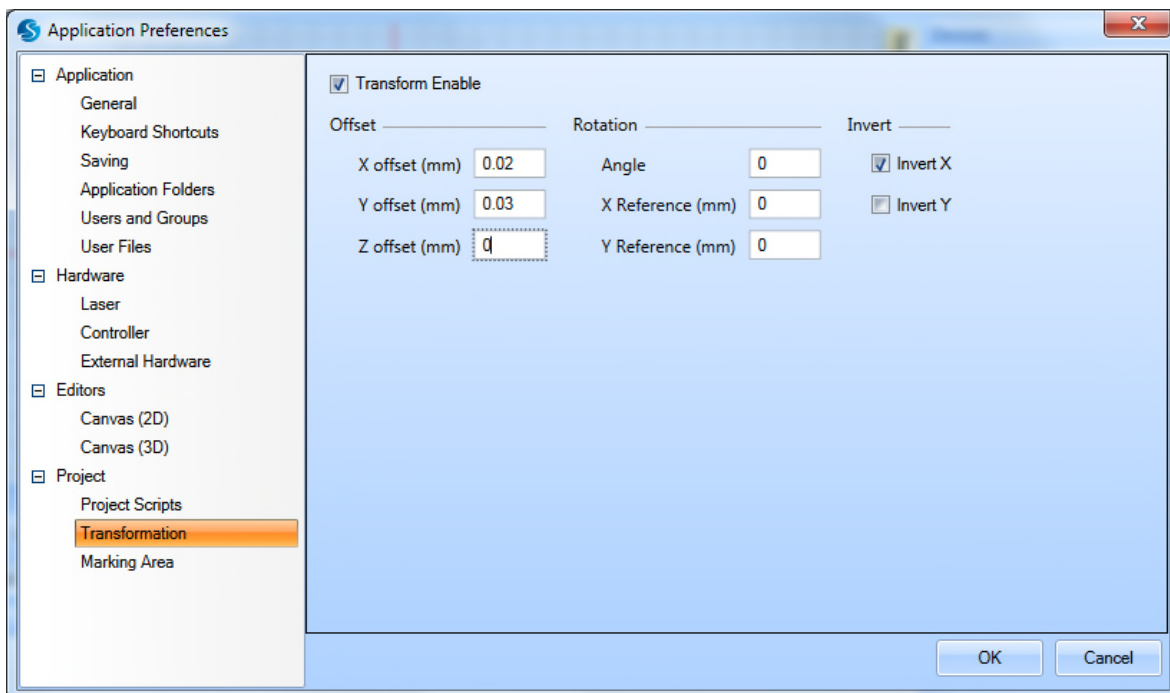 Application Preferences
Application
General
Keyboard Shortcuts
Saving
Application Folders
Users and Groups
User Files
Hardware
Laser
Controller
External Hardware
Editors
Canvas (2D)
Canvas (3D)
Project
Project Scripts
Transformation
Marking Area
Transform Enable
Offset
X offset (mm) 0.02
Y offset (mm) 0.03
Z offset (mm) 0
Rotation
Angle 0
X Reference (mm) 0
Y Reference (mm) 0
Invert
Invert X
Invert Y
OK
Cancel